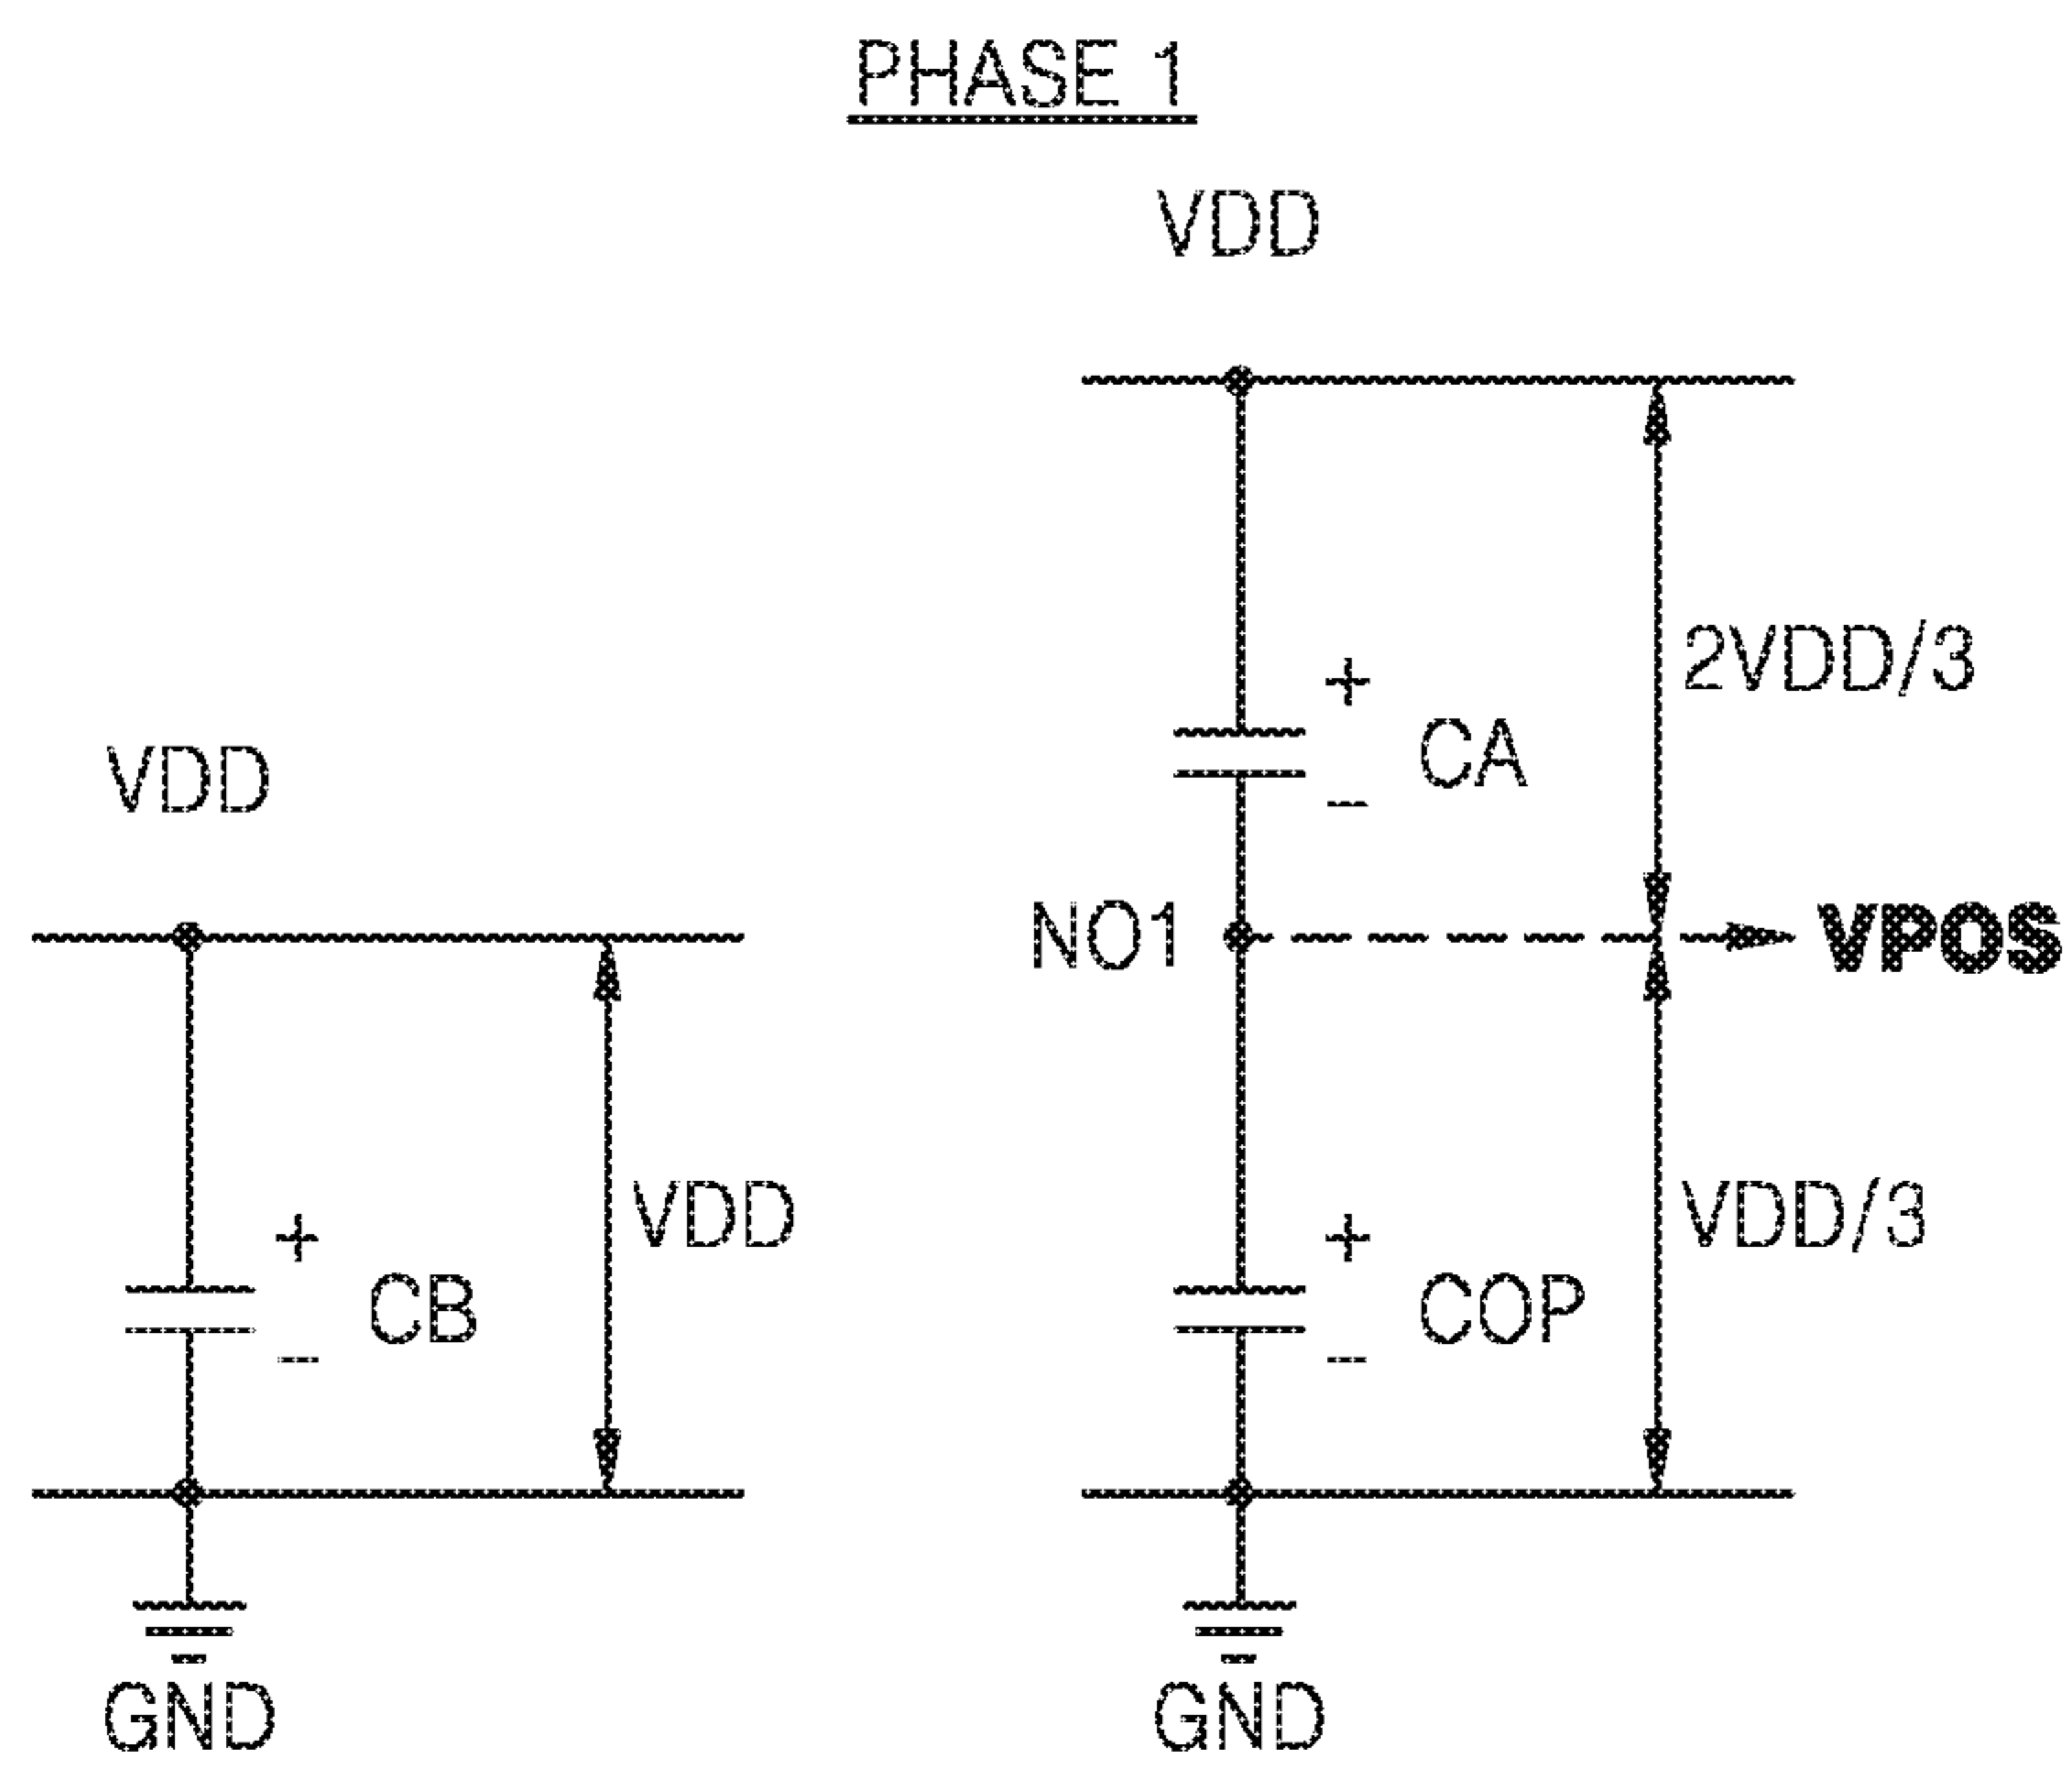 PHASE 1
VDD
2VDD/3
+
CA
-
VDD
NO1
VPOS
VDD
VDD/3
+
CB
-
+
COP
-
GND
GND